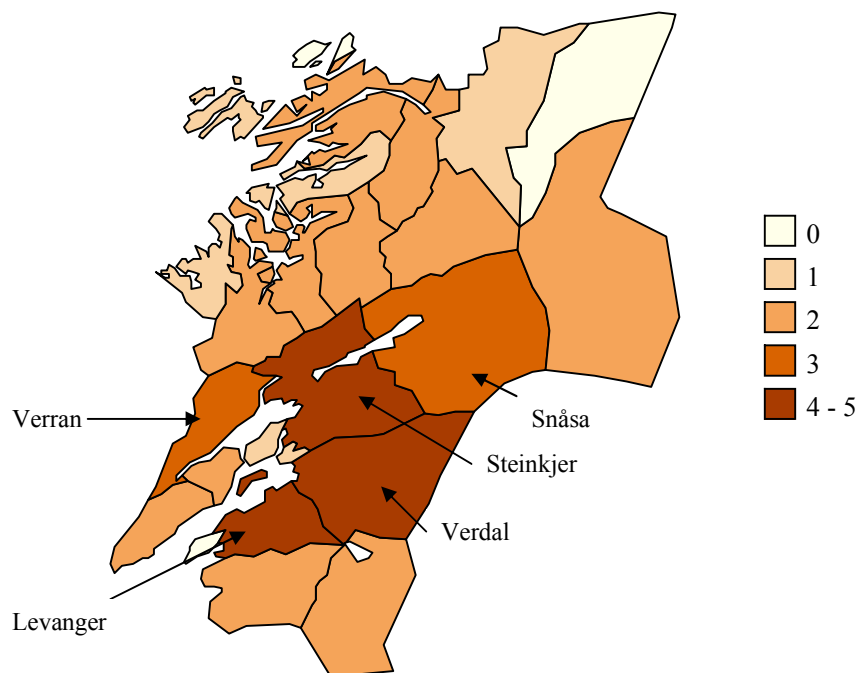 0
1
2
3
4 - 5
Verran
Snåsa
Steinkjer
Verdal
Levanger